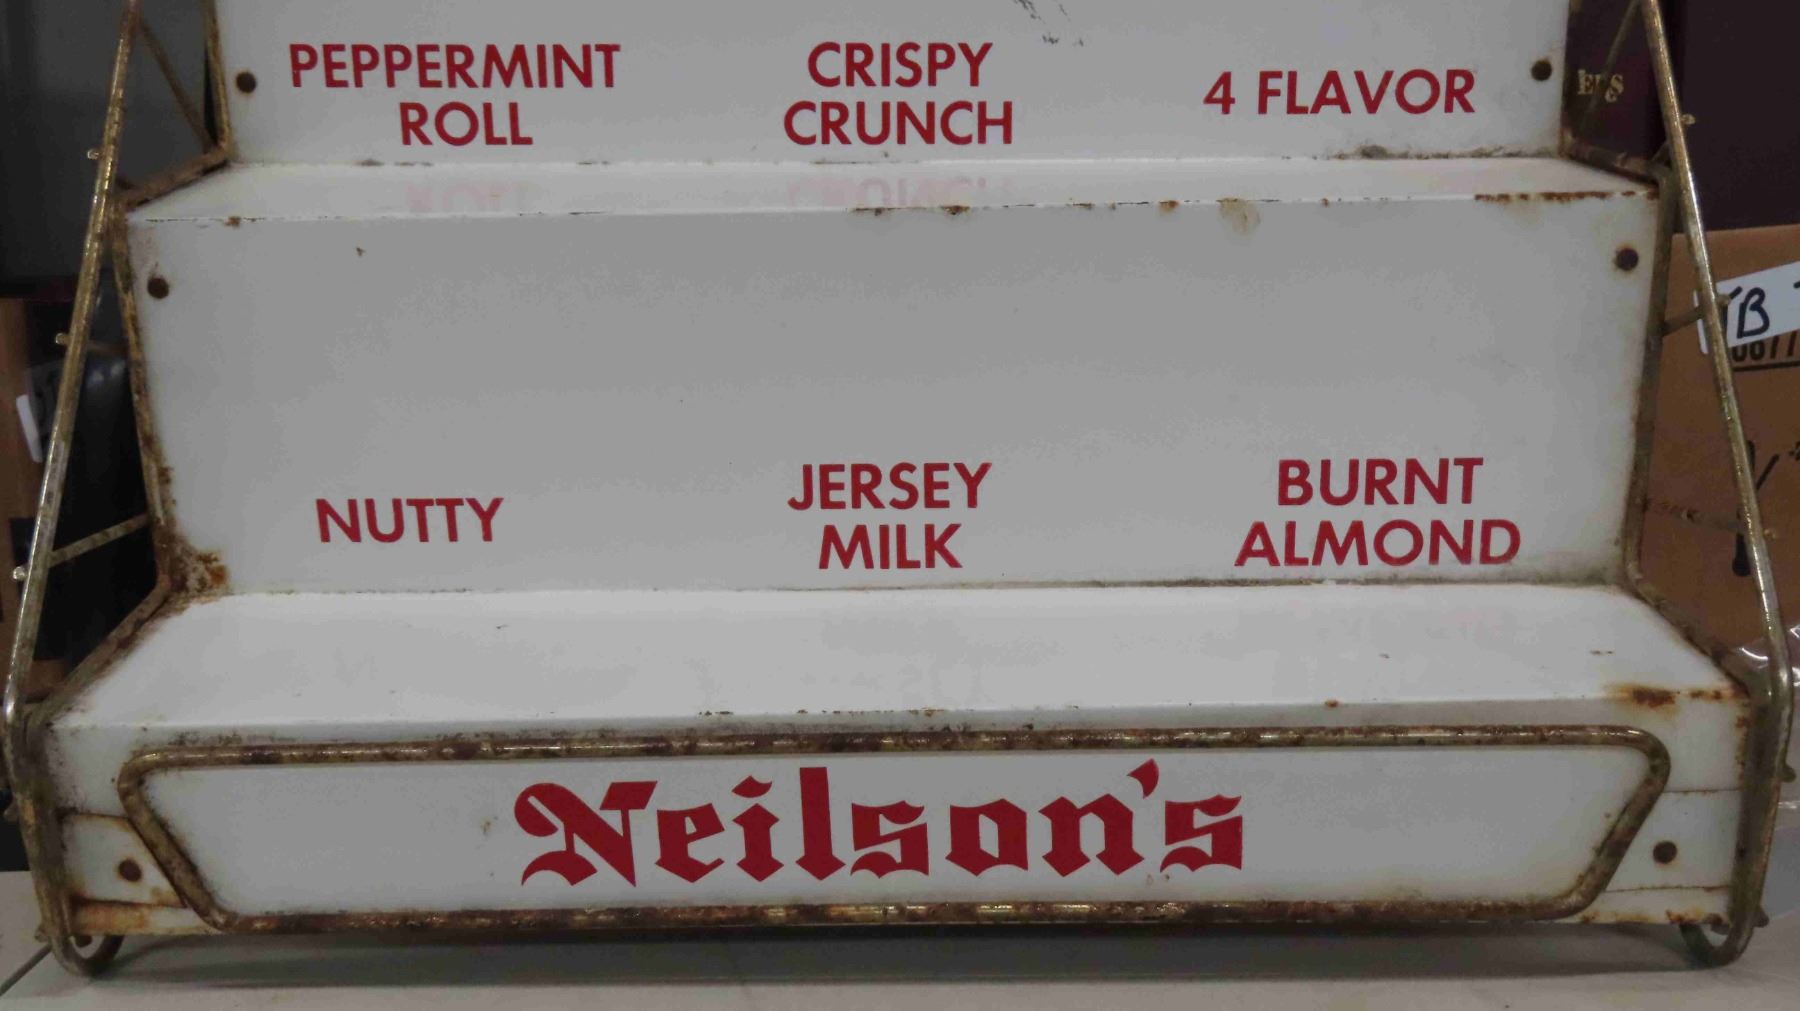 PEPPERMINT
ROLL
CRISPY
CRUNCH
4 FLAVOR
NUTTY
JERSEY
MILK
BURNT
ALMOND
Neilson's